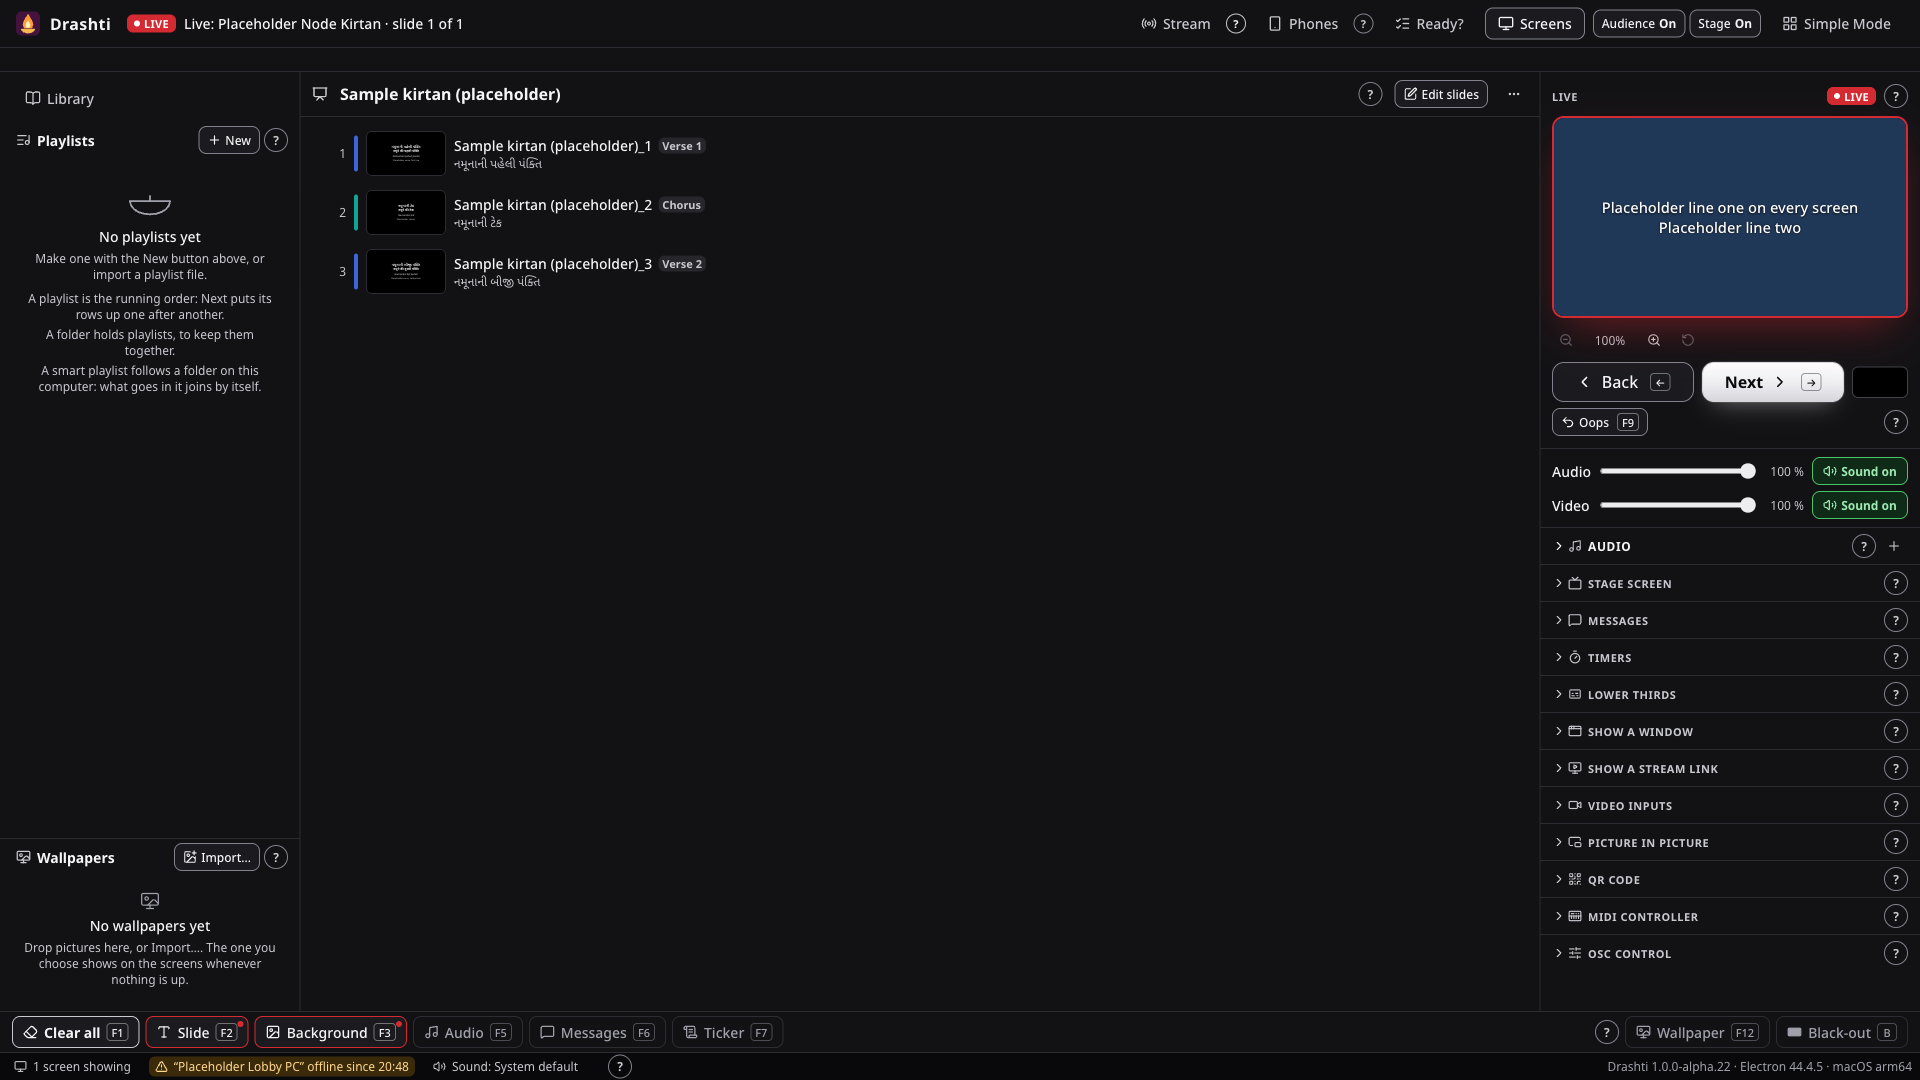 Drashti
LIVE
Live: Placeholder Node Kirtan · slide 1 of 1
Stream
?
Phones
?
Ready?
Screens
Audience On
Stage On
Simple Mode
Library
Playlists
New
?
No playlists yet
Make one with the New button above, or
import a playlist file.
A playlist is the running order: Next puts its
rows up one after another.
A folder holds playlists, to keep them
together.
A smart playlist follows a folder on this
computer: what goes in it joins by itself.
Wallpapers
Import...
?
No wallpapers yet
Drop pictures here, or Import.... The one you
choose shows on the screens whenever
nothing is up.
Sample kirtan (placeholder)
?
Edit slides
1
Sample kirtan (placeholder)_1 Verse 1
નમૂનાની પહેલી પંક્તિ
2
Sample kirtan (placeholder)_2 Chorus
નમૂનાની ટેક
3
Sample kirtan (placeholder)_3 Verse 2
નમૂનાની બીજી પંક્તિ
LIVE
LIVE
?
Placeholder line one on every screen
Placeholder line two
100%
Back
Next
Oops F9
?
Audio 100 % Sound on
Video 100 % Sound on
AUDIO ?
STAGE SCREEN ?
MESSAGES ?
TIMERS ?
LOWER THIRDS ?
SHOW A WINDOW ?
SHOW A STREAM LINK ?
VIDEO INPUTS ?
PICTURE IN PICTURE ?
QR CODE ?
MIDI CONTROLLER ?
OSC CONTROL ?
Clear all F1
Slide F2
Background F3
Audio F5
Messages F6
Ticker F7
?
Wallpaper F12
Black-out B
1 screen showing
“Placeholder Lobby PC” offline since 20:48
Sound: System default
?
Drashti 1.0.0-alpha.22 · Electron 44.4.5 · macOS arm64